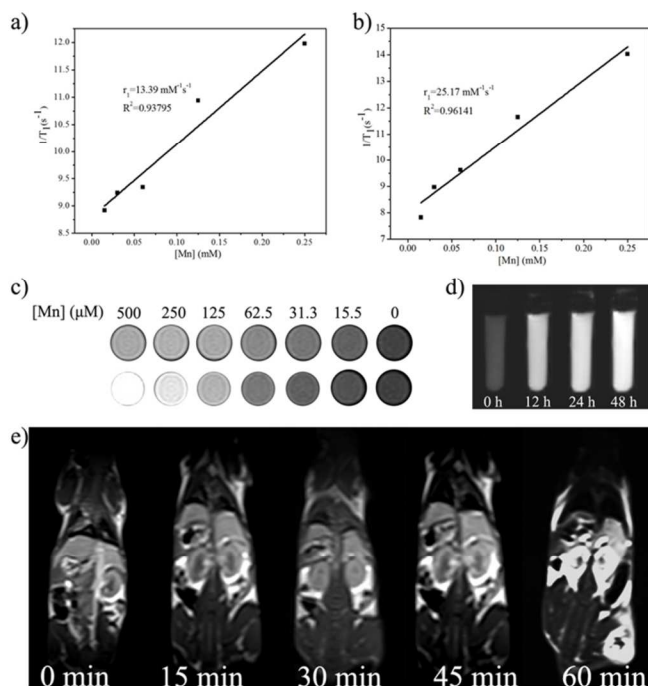 a)
12.0
11.5
11.0
10.5
10.0
9.5
9.0
8.5
1/T1(s-1)
r1=13.39 mM-1s-1
R2=0.93795
0.00 0.05 0.10 0.15 0.20 0.25
[Mn] (mM)
b)
15
14
13
12
11
10
9
8
7
1/T1(s-1)
r1=25.17 mM-1s-1
R2=0.96141
0.00 0.05 0.10 0.15 0.20 0.25
[Mn] (mM)
c)
[Mn] (μM) 500 250 125 62.5 31.3 15.5 0
d)
0 h 12 h 24 h 48 h
e)
0 min 15 min 30 min 45 min 60 min